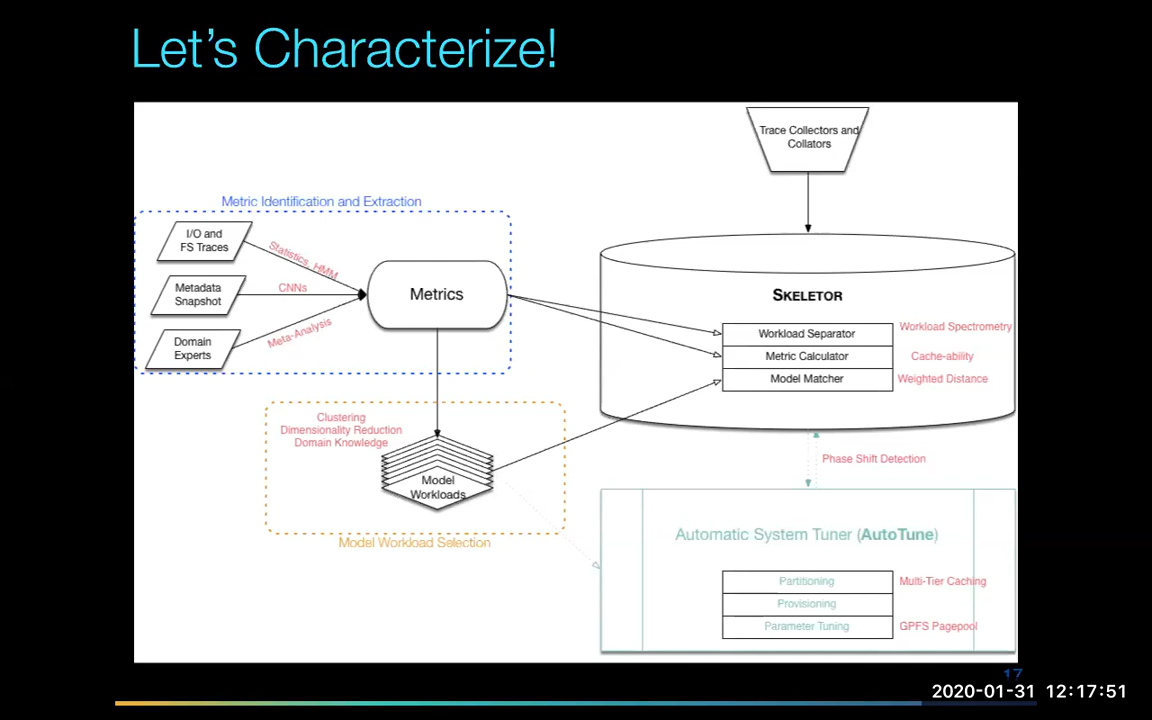 Let's Characterize!
Trace Collectors and
Collators
Metric Identification and Extraction
I/O and
FS Traces
Statistics, HMM
Metadata
Snapshot
CNNs
Domain
Experts
Meta-Analysis
Metrics
SKELETOR
Workload Separator
Workload Spectrometry
Metric Calculator
Cache-ability
Model Matcher
Weighted Distance
Clustering
Dimensionality Reduction
Domain Knowledge
Model
Workloads
Model Workload Selection
Phase Shift Detection
Automatic System Tuner (AutoTune)
Partitioning
Multi-Tier Caching
Provisioning
Parameter Tuning
GPFS Pagepool
17
2020-01-31 12:17:51